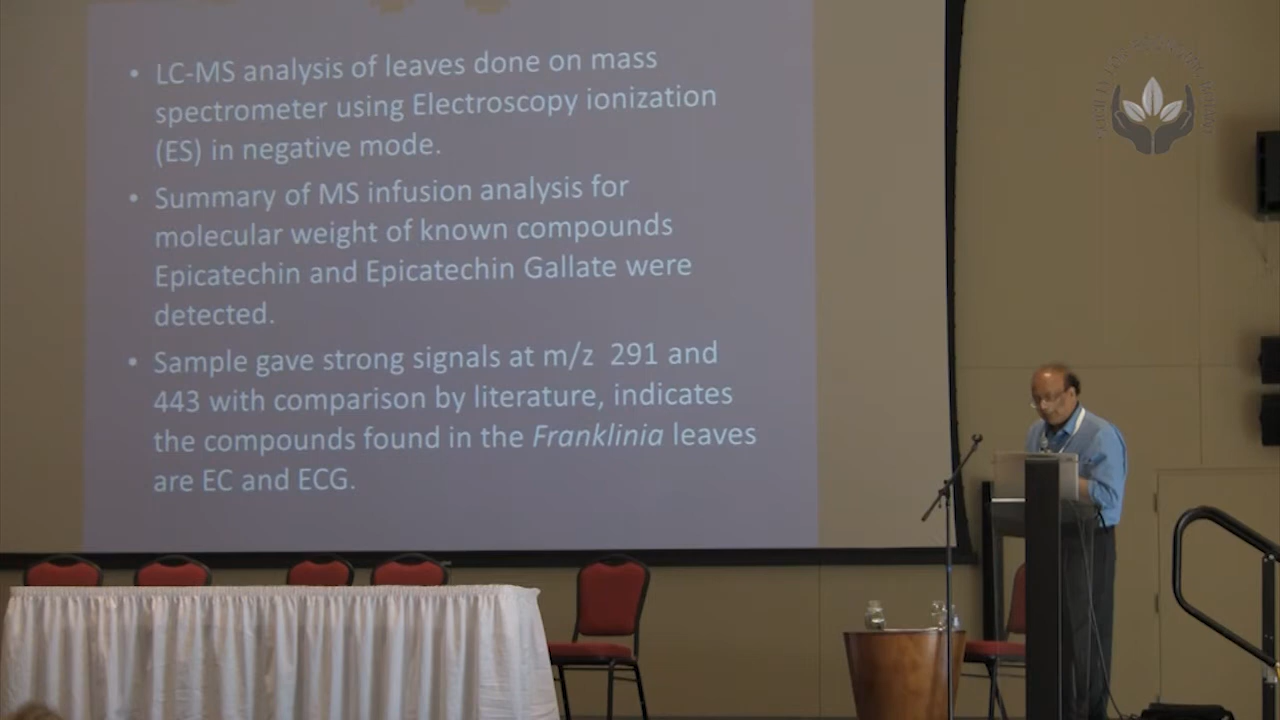 • LC-MS analysis of leaves done on mass
spectrometer using Electroscopy ionization
(ES) in negative mode.
• Summary of MS infusion analysis for
molecular weight of known compounds
Epicatechin and Epicatechin Gallate were
detected.
• Sample gave strong signals at m/z 291 and
443 with comparison by literature, indicates
the compounds found in the Franklinia leaves
are EC and ECG.